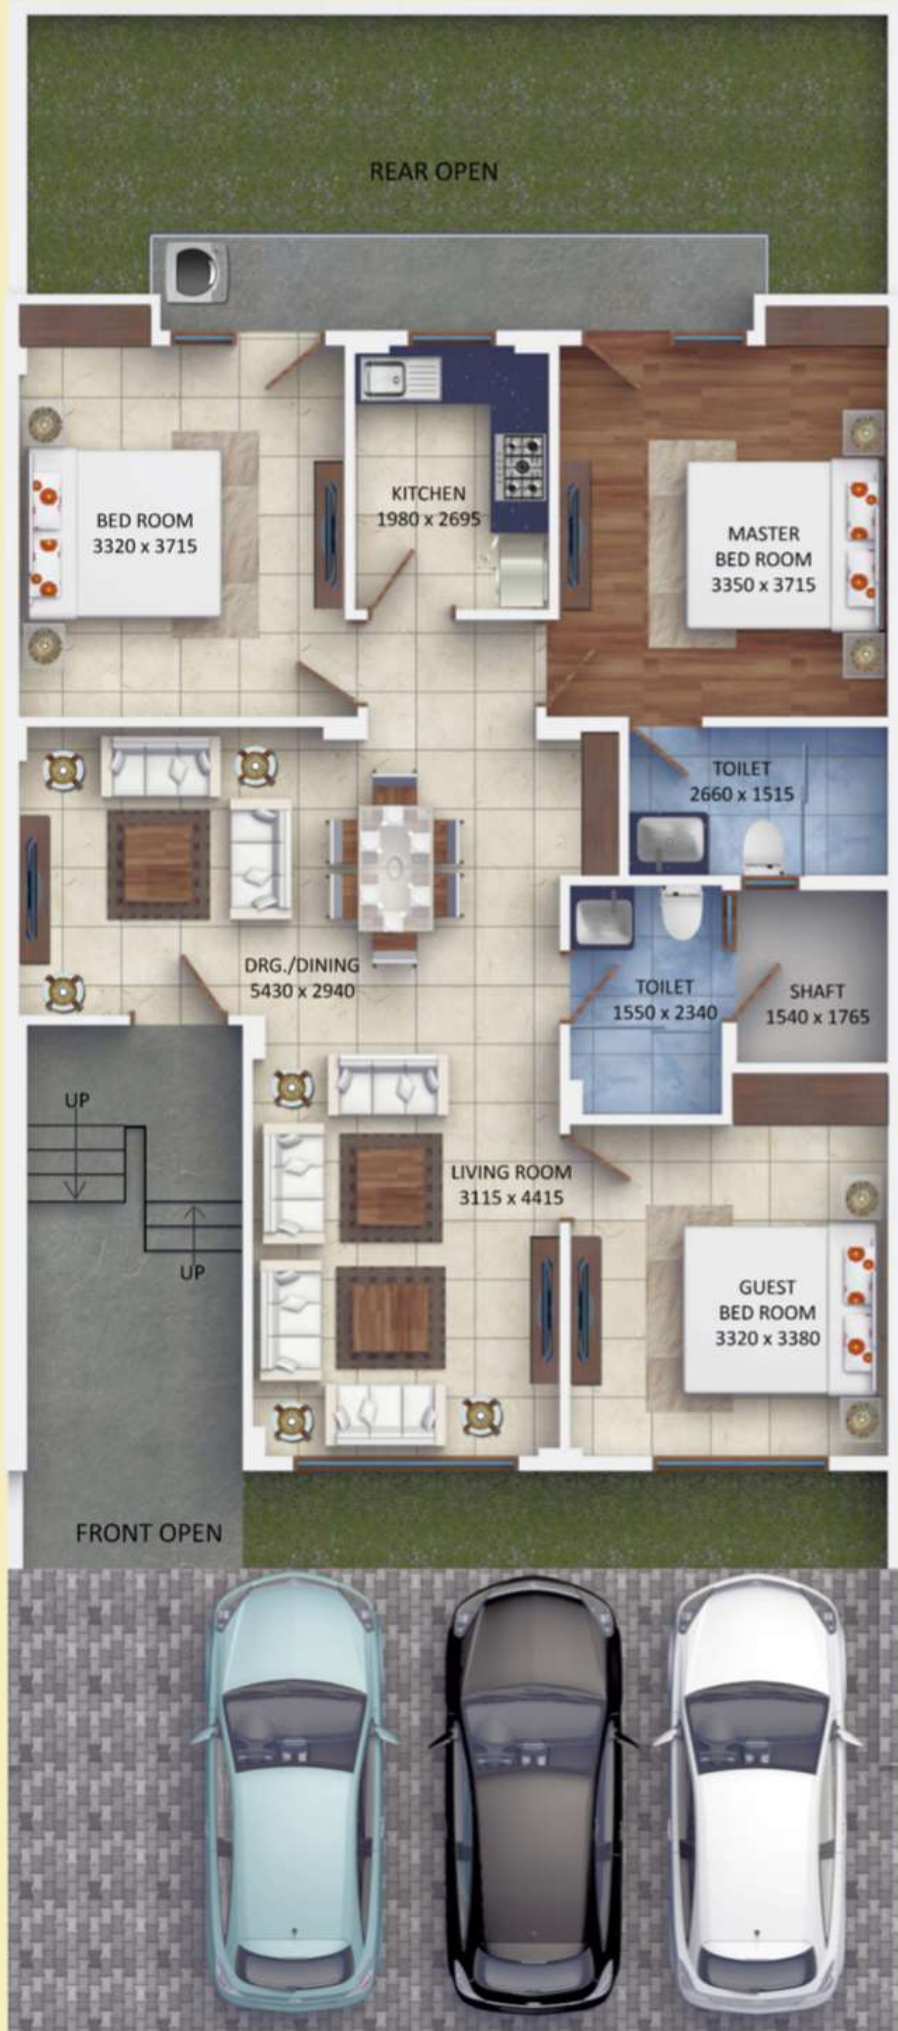 REAR OPEN
BED ROOM
3320 x 3715
KITCHEN
1980 x 2695
MASTER
BED ROOM
3350 x 3715
TOILET
2660 x 1515
DRG./DINING
5430 x 2940
TOILET
1550 x 2340
SHAFT
1540 x 1765
UP
LIVING ROOM
3115 x 4415
UP
GUEST
BED ROOM
3320 x 3380
FRONT OPEN